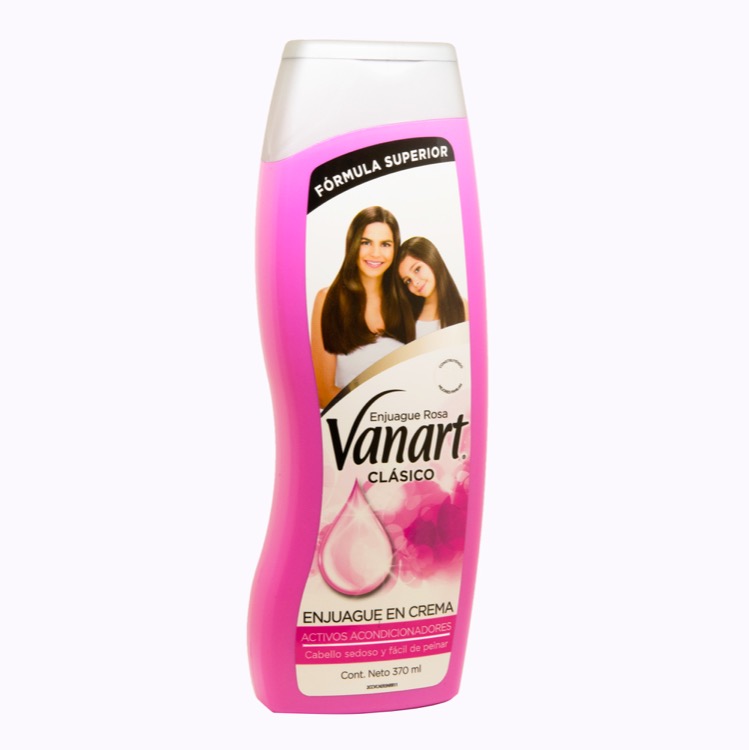 FÓRMULA SUPERIOR
Enjuague Rosa
Vanart
CLÁSICO
ENJUAGUE EN CREMA
ACTIVOS ACONDICIONADORES
Cabello sedoso y fácil de peinar
Cont. Neto 370 ml